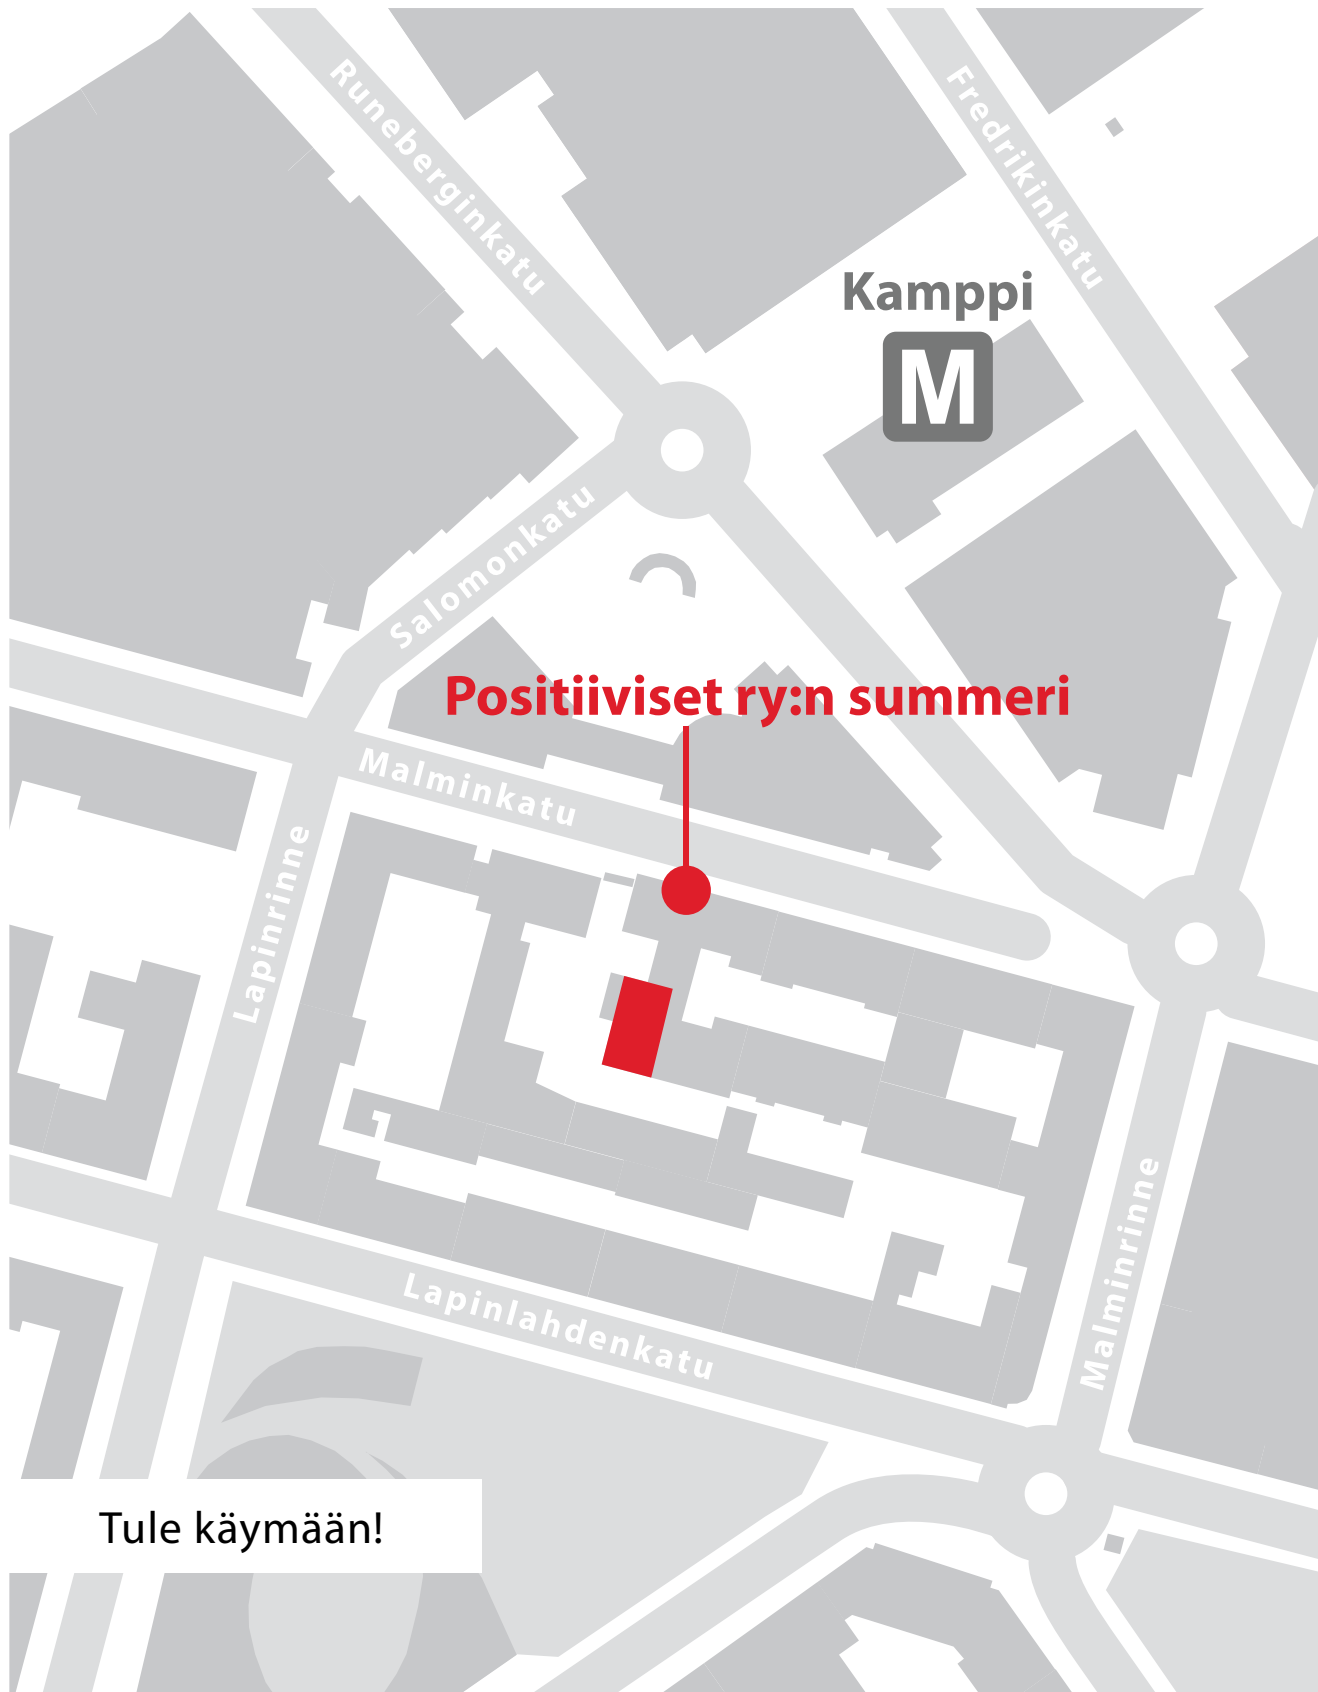 Runeberginkatu
Fredrikinkatu
Kamppi
M
Salomonkatu
Positiiviset ry:n summeri
Malminkatu
Lapinrinne
Malminrinne
Lapinlahdenkatu
Tule käymään!